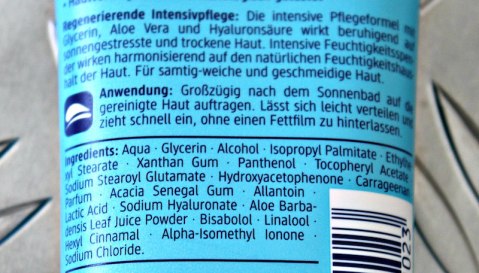 Regenerierende Intensivpflege: Die intensive Pflegeformel mit
Glycerin, Aloe Vera und Hyaluronsäure wirkt beruhigend auf
sonnengestresste und trockene Haut. Intensive Feuchtigkeitsspen-
der wirken harmonisierend auf den natürlichen Feuchtigkeitshaus-
halt der Haut. Für samtig-weiche und geschmeidige Haut.
Anwendung: Großzügig nach dem Sonnenbad auf die
gereinigte Haut auftragen. Lässt sich leicht verteilen und
zieht schnell ein, ohne einen Fettfilm zu hinterlassen.
Ingredients: Aqua · Glycerin · Alcohol · Isopropyl Palmitate · Ethylhe
yl Stearate · Xanthan Gum · Panthenol · Tocopheryl Acetate
Sodium Stearoyl Glutamate · Hydroxyacetophenone · Carrageenan
Parfum · Acacia Senegal Gum · Allantoin ·
Lactic Acid · Sodium Hyaluronate · Aloe Barba-
densis Leaf Juice Powder · Bisabolol · Linalool ·
Hexyl Cinnamal · Alpha-Isomethyl Ionone ·
Sodium Chloride.
023